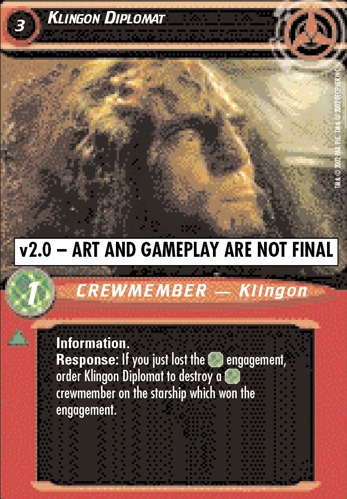 3
KLINGON DIPLOMAT
v2.0 – ART AND GAMEPLAY ARE NOT FINAL
1
CREWMEMBER — Klingon
Information.
Response: If you just lost the engagement,
order Klingon Diplomat to destroy a
crewmember on the starship which won the
engagement.